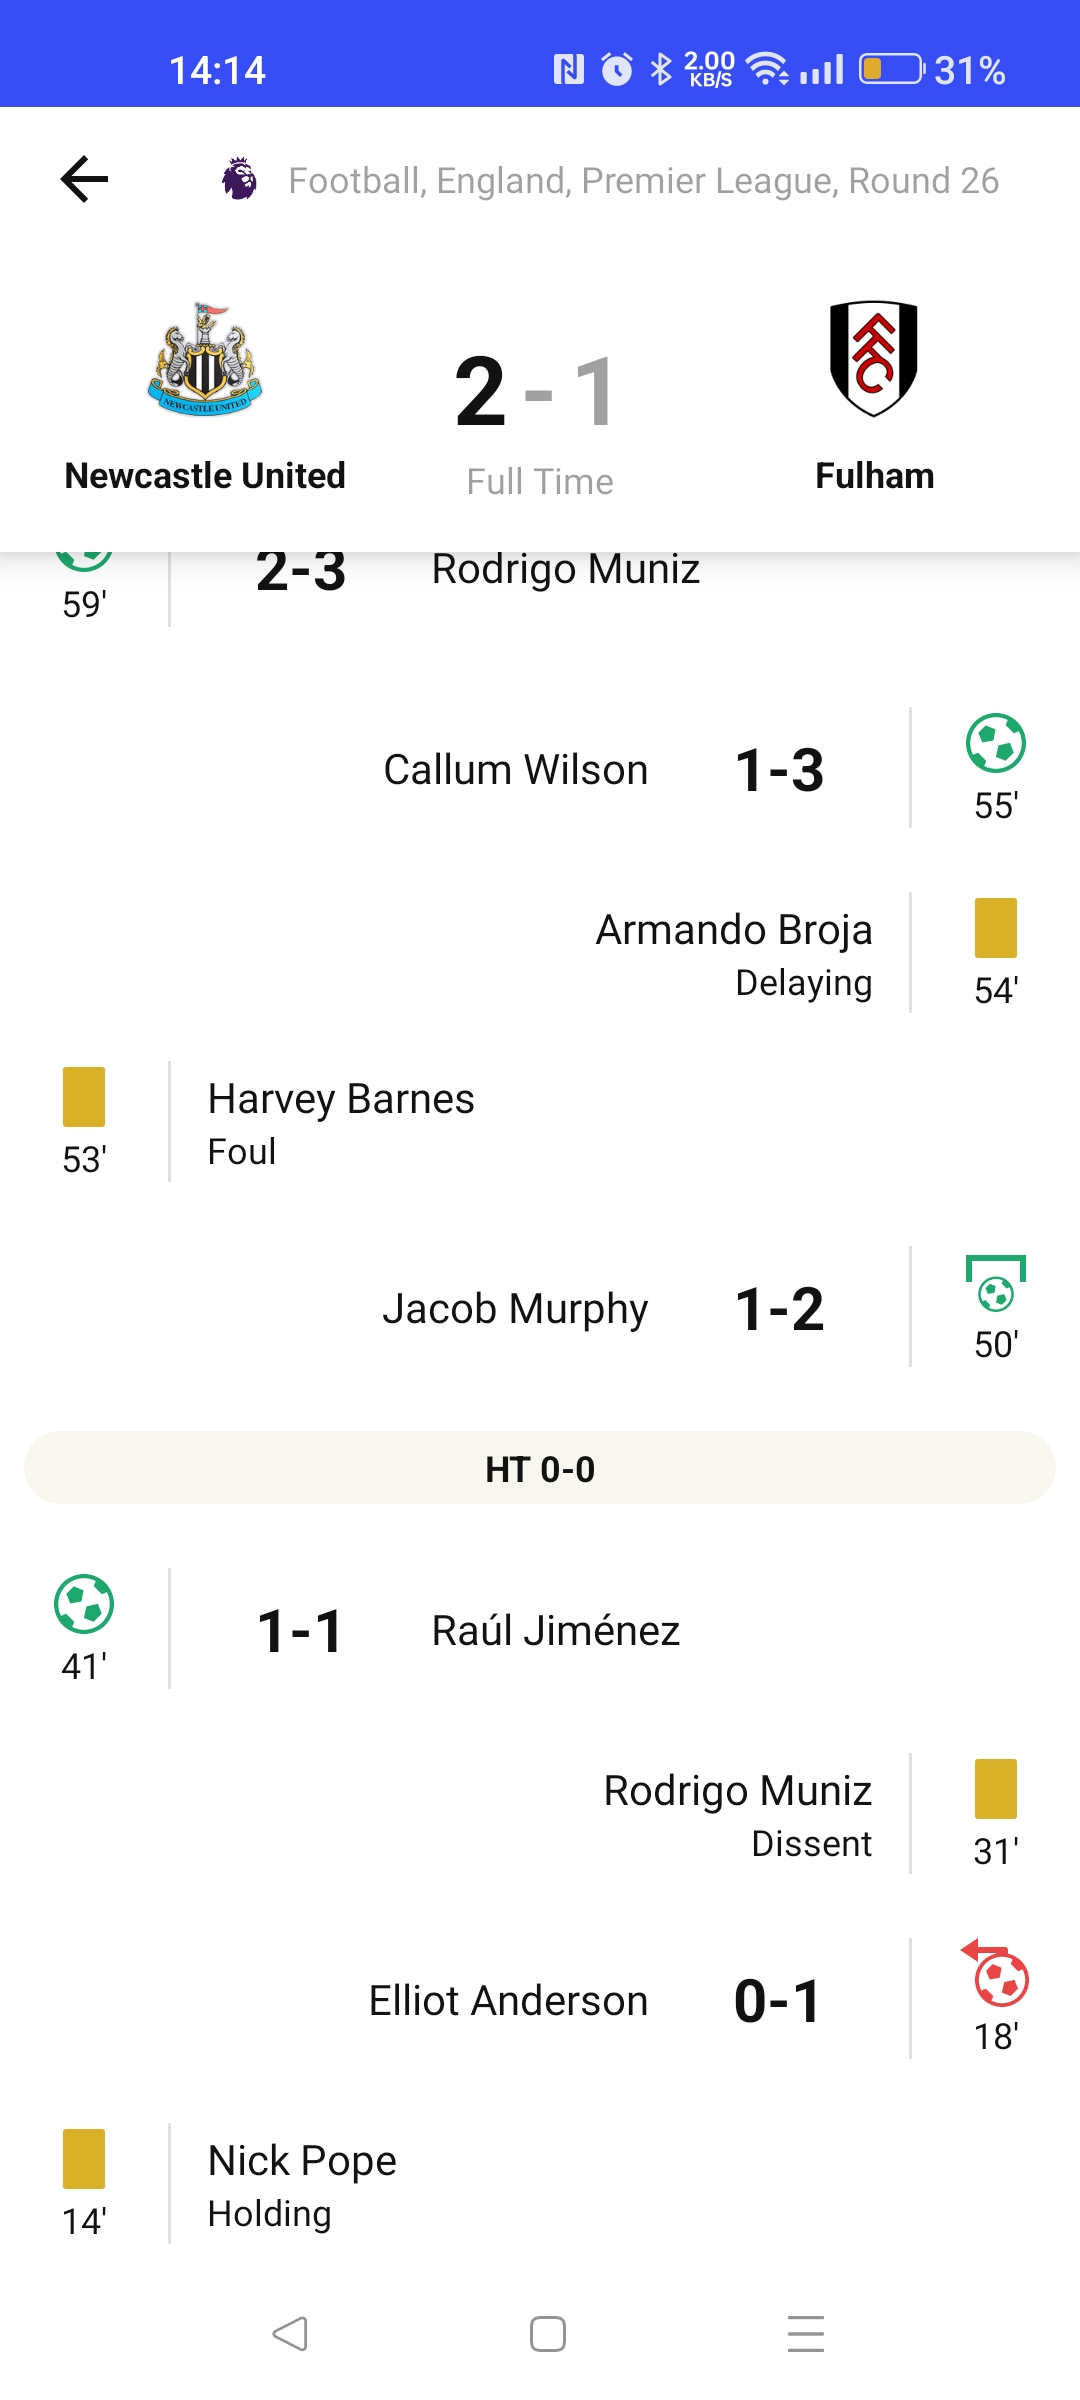 14:14
2.00
KB/S
31%
Football, England, Premier League, Round 26
NEWCASTLE UNITED
FFC
2 - 1
Newcastle United
Full Time
Fulham
2-3
Rodrigo Muniz
59'
Callum Wilson
1-3
55'
Armando Broja
Delaying
54'
Harvey Barnes
Foul
53'
Jacob Murphy
1-2
50'
HT 0-0
1-1
Raúl Jiménez
41'
Rodrigo Muniz
Dissent
31'
Elliot Anderson
0-1
18'
Nick Pope
Holding
14'